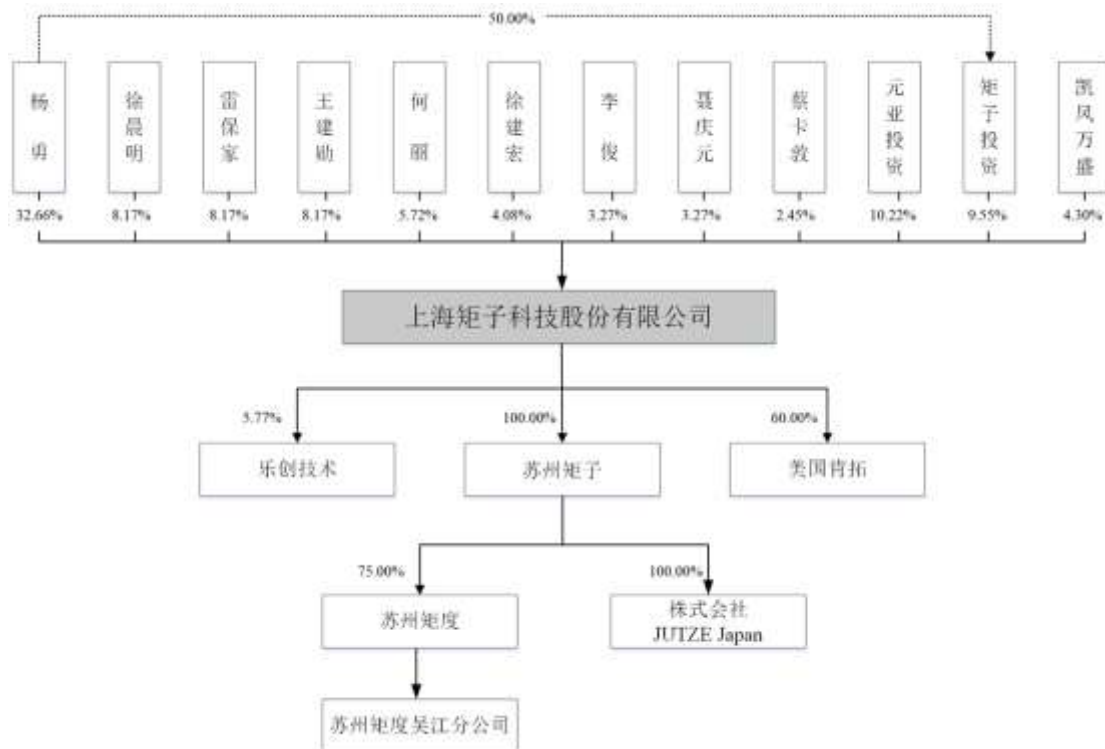 50.00%
杨勇
徐晨明
雷保家
王建勋
何丽
徐建宏
李俊
聂庆元
蔡卡敦
元亚投资
矩子投资
凯风万盛
32.66%
8.17%
8.17%
8.17%
5.72%
4.08%
3.27%
3.27%
2.45%
10.22%
9.55%
4.30%
上海矩子科技股份有限公司
5.77%
100.00%
60.00%
乐创技术
苏州矩子
美国肯拓
75.00%
100.00%
苏州矩度
株式会社
JUTZE Japan
苏州矩度吴江分公司